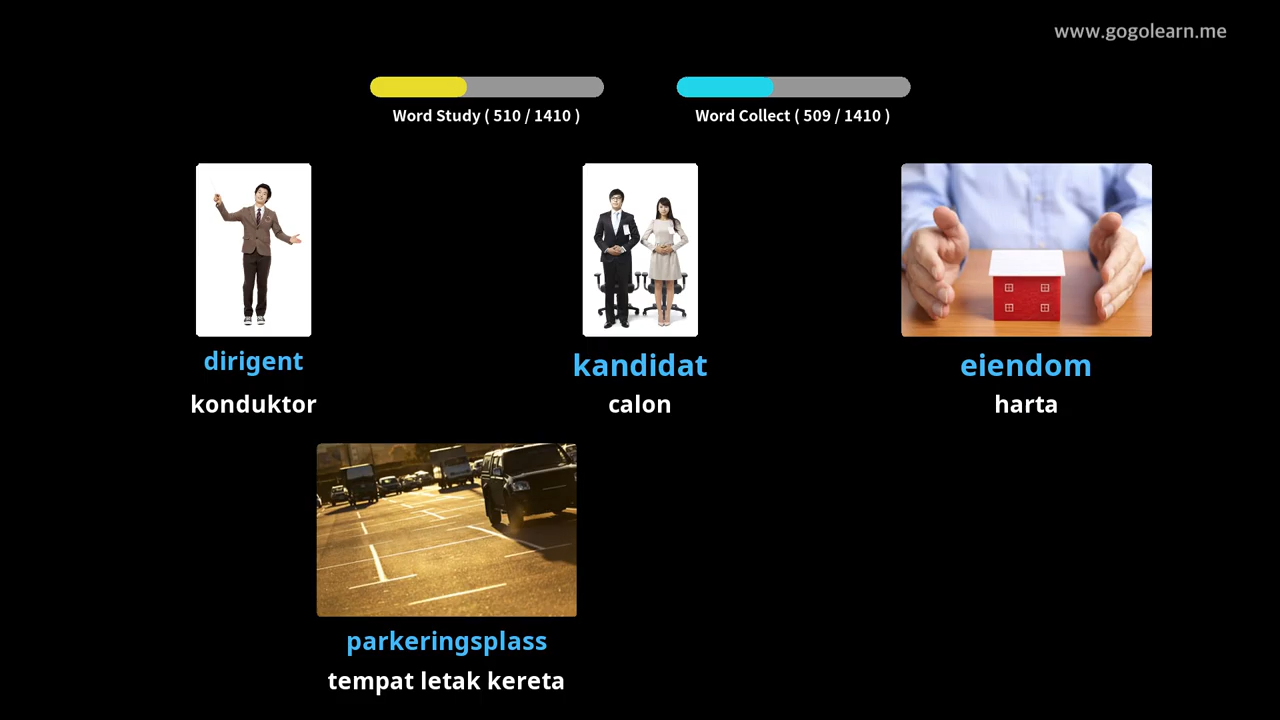 www.gogolearn.me
Word Study ( 510 / 1410 )
Word Collect ( 509 / 1410 )
dirigent
konduktor
kandidat
calon
eiendom
harta
parkeringsplass
tempat letak kereta